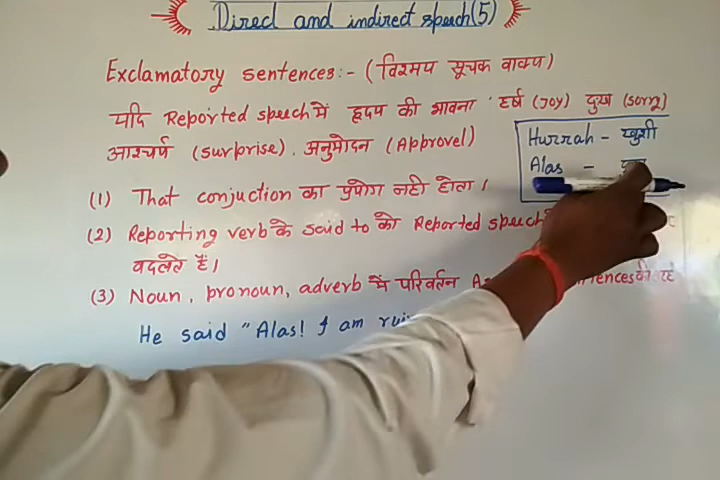 Direct and indirect speech (5)
Exclamatory sentences:- (विस्मय सूचक वाक्य)
यदि Reported speech में हृदय की भावना हर्ष (Joy) दुःख (sorry)
आश्चर्य (surprise). अनुमोदन (Approvel)
Hurrah - खुशी
Alas -
(1) That conjuction का प्रयोग नही होता।
(2) Reporting verb के said to को Reported speech
बदलते हैं।
(3) Noun, pronoun, adverb में परिवर्तन
He said "Alas! I am